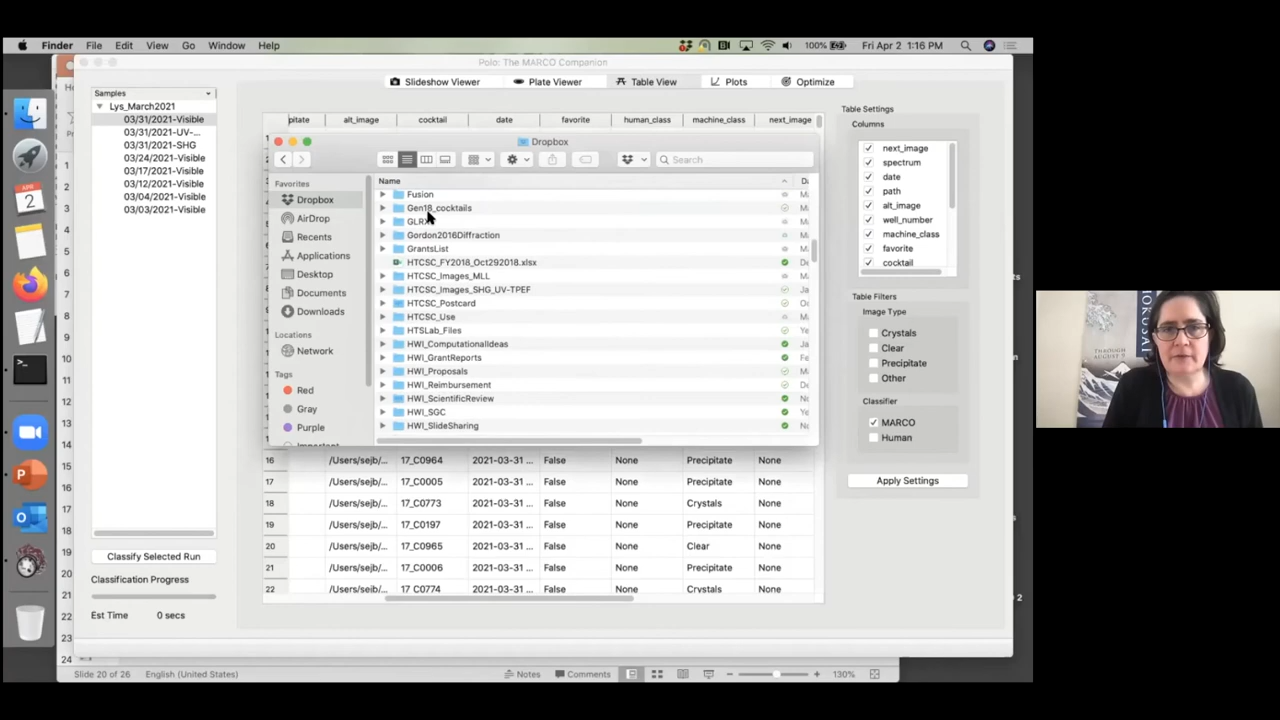 Finder File Edit View Go Window Help 100% Fri Apr 2 1:16 PM
Polo: The MARCO Companion
Slideshow Viewer Plate Viewer Table View Plots Optimize
Samples
Lys_March2021
03/31/2021-Visible
03/31/2021-UV-...
03/31/2021-SHG
03/24/2021-Visible
03/17/2021-Visible
03/12/2021-Visible
03/04/2021-Visible
03/03/2021-Visible
Classify Selected Run
Classification Progress
Est Time 0 secs
pitate alt_image cocktail date favorite human_class machine_class next_image
Dropbox
Search
Favorites
Dropbox
AirDrop
Recents
Applications
Desktop
Documents
Downloads
Locations
Network
Tags
Red
Gray
Purple
Important
Name
Fusion
Gen18_cocktails
Gordon2016Diffraction
GrantsList
HTCSC_FY2018_Oct292018.xlsx
HTCSC_Images_MLL
HTCSC_Images_SHG_UV-TPEF
HTCSC_Postcard
HTCSC_Use
HTSLab_Files
HWI_ComputationalIdeas
HWI_GrantReports
HWI_Proposals
HWI_Reimbursement
HWI_ScientificReview
HWI_SGC
HWI_SlideSharing
16 /Users/sejb/... 17_C0964 2021-03-31 ... False None Precipitate None
17 /Users/sejb/... 17_C0005 2021-03-31 ... False None Precipitate None
18 /Users/sejb/... 17_C0773 2021-03-31 ... False None Crystals None
19 /Users/sejb/... 17_C0197 2021-03-31 ... False None Precipitate None
20 /Users/sejb/... 17_C0965 2021-03-31 ... False None Clear None
21 /Users/sejb/... 17_C0006 2021-03-31 ... False None Precipitate None
22 /Users/sejb/... 17_C0774 2021-03-31 ... False None Crystals None
Table Settings
Columns
next_image
spectrum
date
path
alt_image
well_number
machine_class
favorite
cocktail
Table Filters
Image Type
Crystals
Clear
Precipitate
Other
Classifier
MARCO
Human
Apply Settings
APR
2
Slide 20 of 26 English (United States) Notes Comments 130%
THROUGH